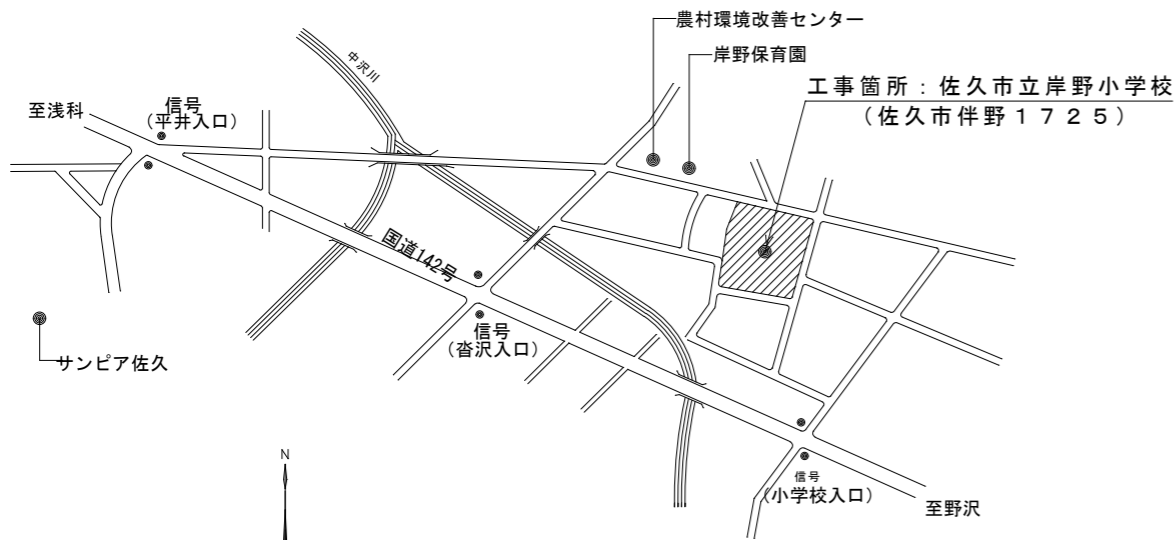 農村環境改善センター
岸野保育園
工事箇所：佐久市立岸野小学校
（佐久市伴野１７２５）
中沢川
至浅科
信号
（平井入口）
国道142号
信号
（沓沢入口）
サンピア佐久
N
信号
（小学校入口）
至野沢